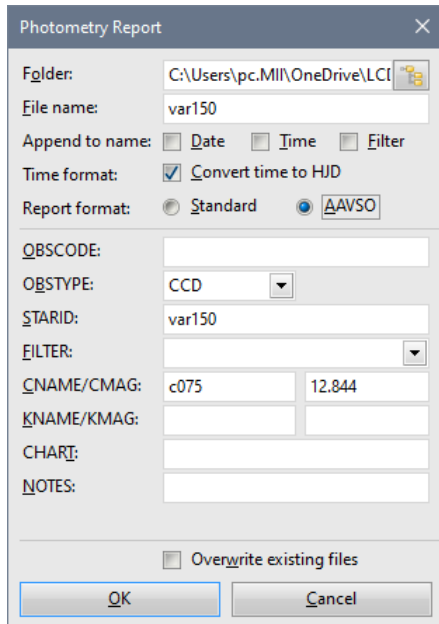 Photometry Report
Folder: C:\Users\pc.MII\OneDrive\LC
File name: var150
Append to name: Date Time Filter
Time format: Convert time to HJD
Report format: Standard AAVSO
OBSCODE:
OBSTYPE: CCD
STARID: var150
FILTER:
CNAME/CMAG: c075 12.844
KNAME/KMAG:
CHART:
NOTES:
Overwrite existing files
OK Cancel